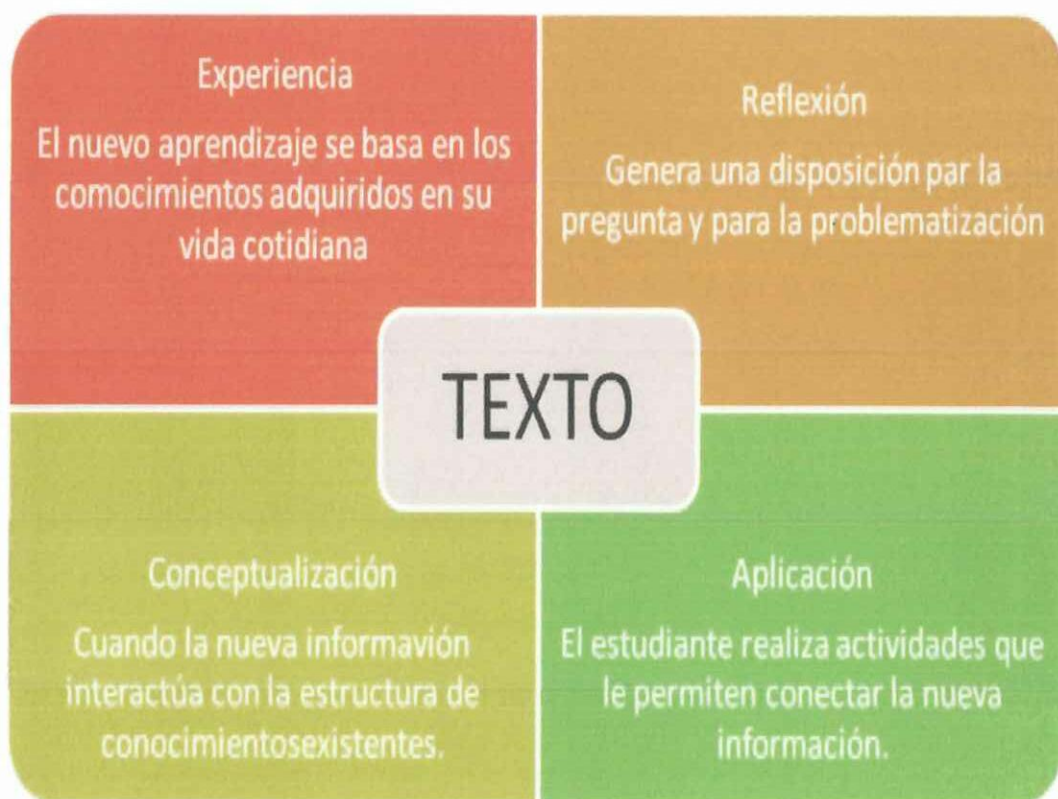 Experiencia
El nuevo aprendizaje se basa en los
comocimientos adquiridos en su
vida cotidiana
Reflexión
Genera una disposición par la
pregunta y para la problematización
TEXTO
Conceptualización
Cuando la nueva informavión
interactúa con la estructura de
conocimientosexistentes.
Aplicación
El estudiante realiza actividades que
le permiten conectar la nueva
información.